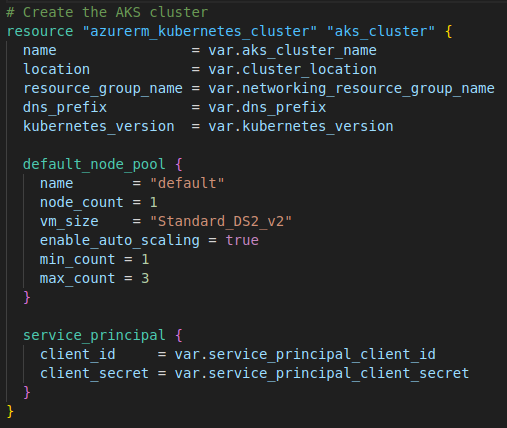 # Create the AKS cluster
resource "azurerm_kubernetes_cluster" "aks_cluster" {
  name                = var.aks_cluster_name
  location            = var.cluster_location
  resource_group_name = var.networking_resource_group_name
  dns_prefix          = var.dns_prefix
  kubernetes_version  = var.kubernetes_version

  default_node_pool {
    name       = "default"
    node_count = 1
    vm_size    = "Standard_DS2_v2"
    enable_auto_scaling = true
    min_count = 1
    max_count = 3
  }

  service_principal {
    client_id     = var.service_principal_client_id
    client_secret = var.service_principal_client_secret
  }
}